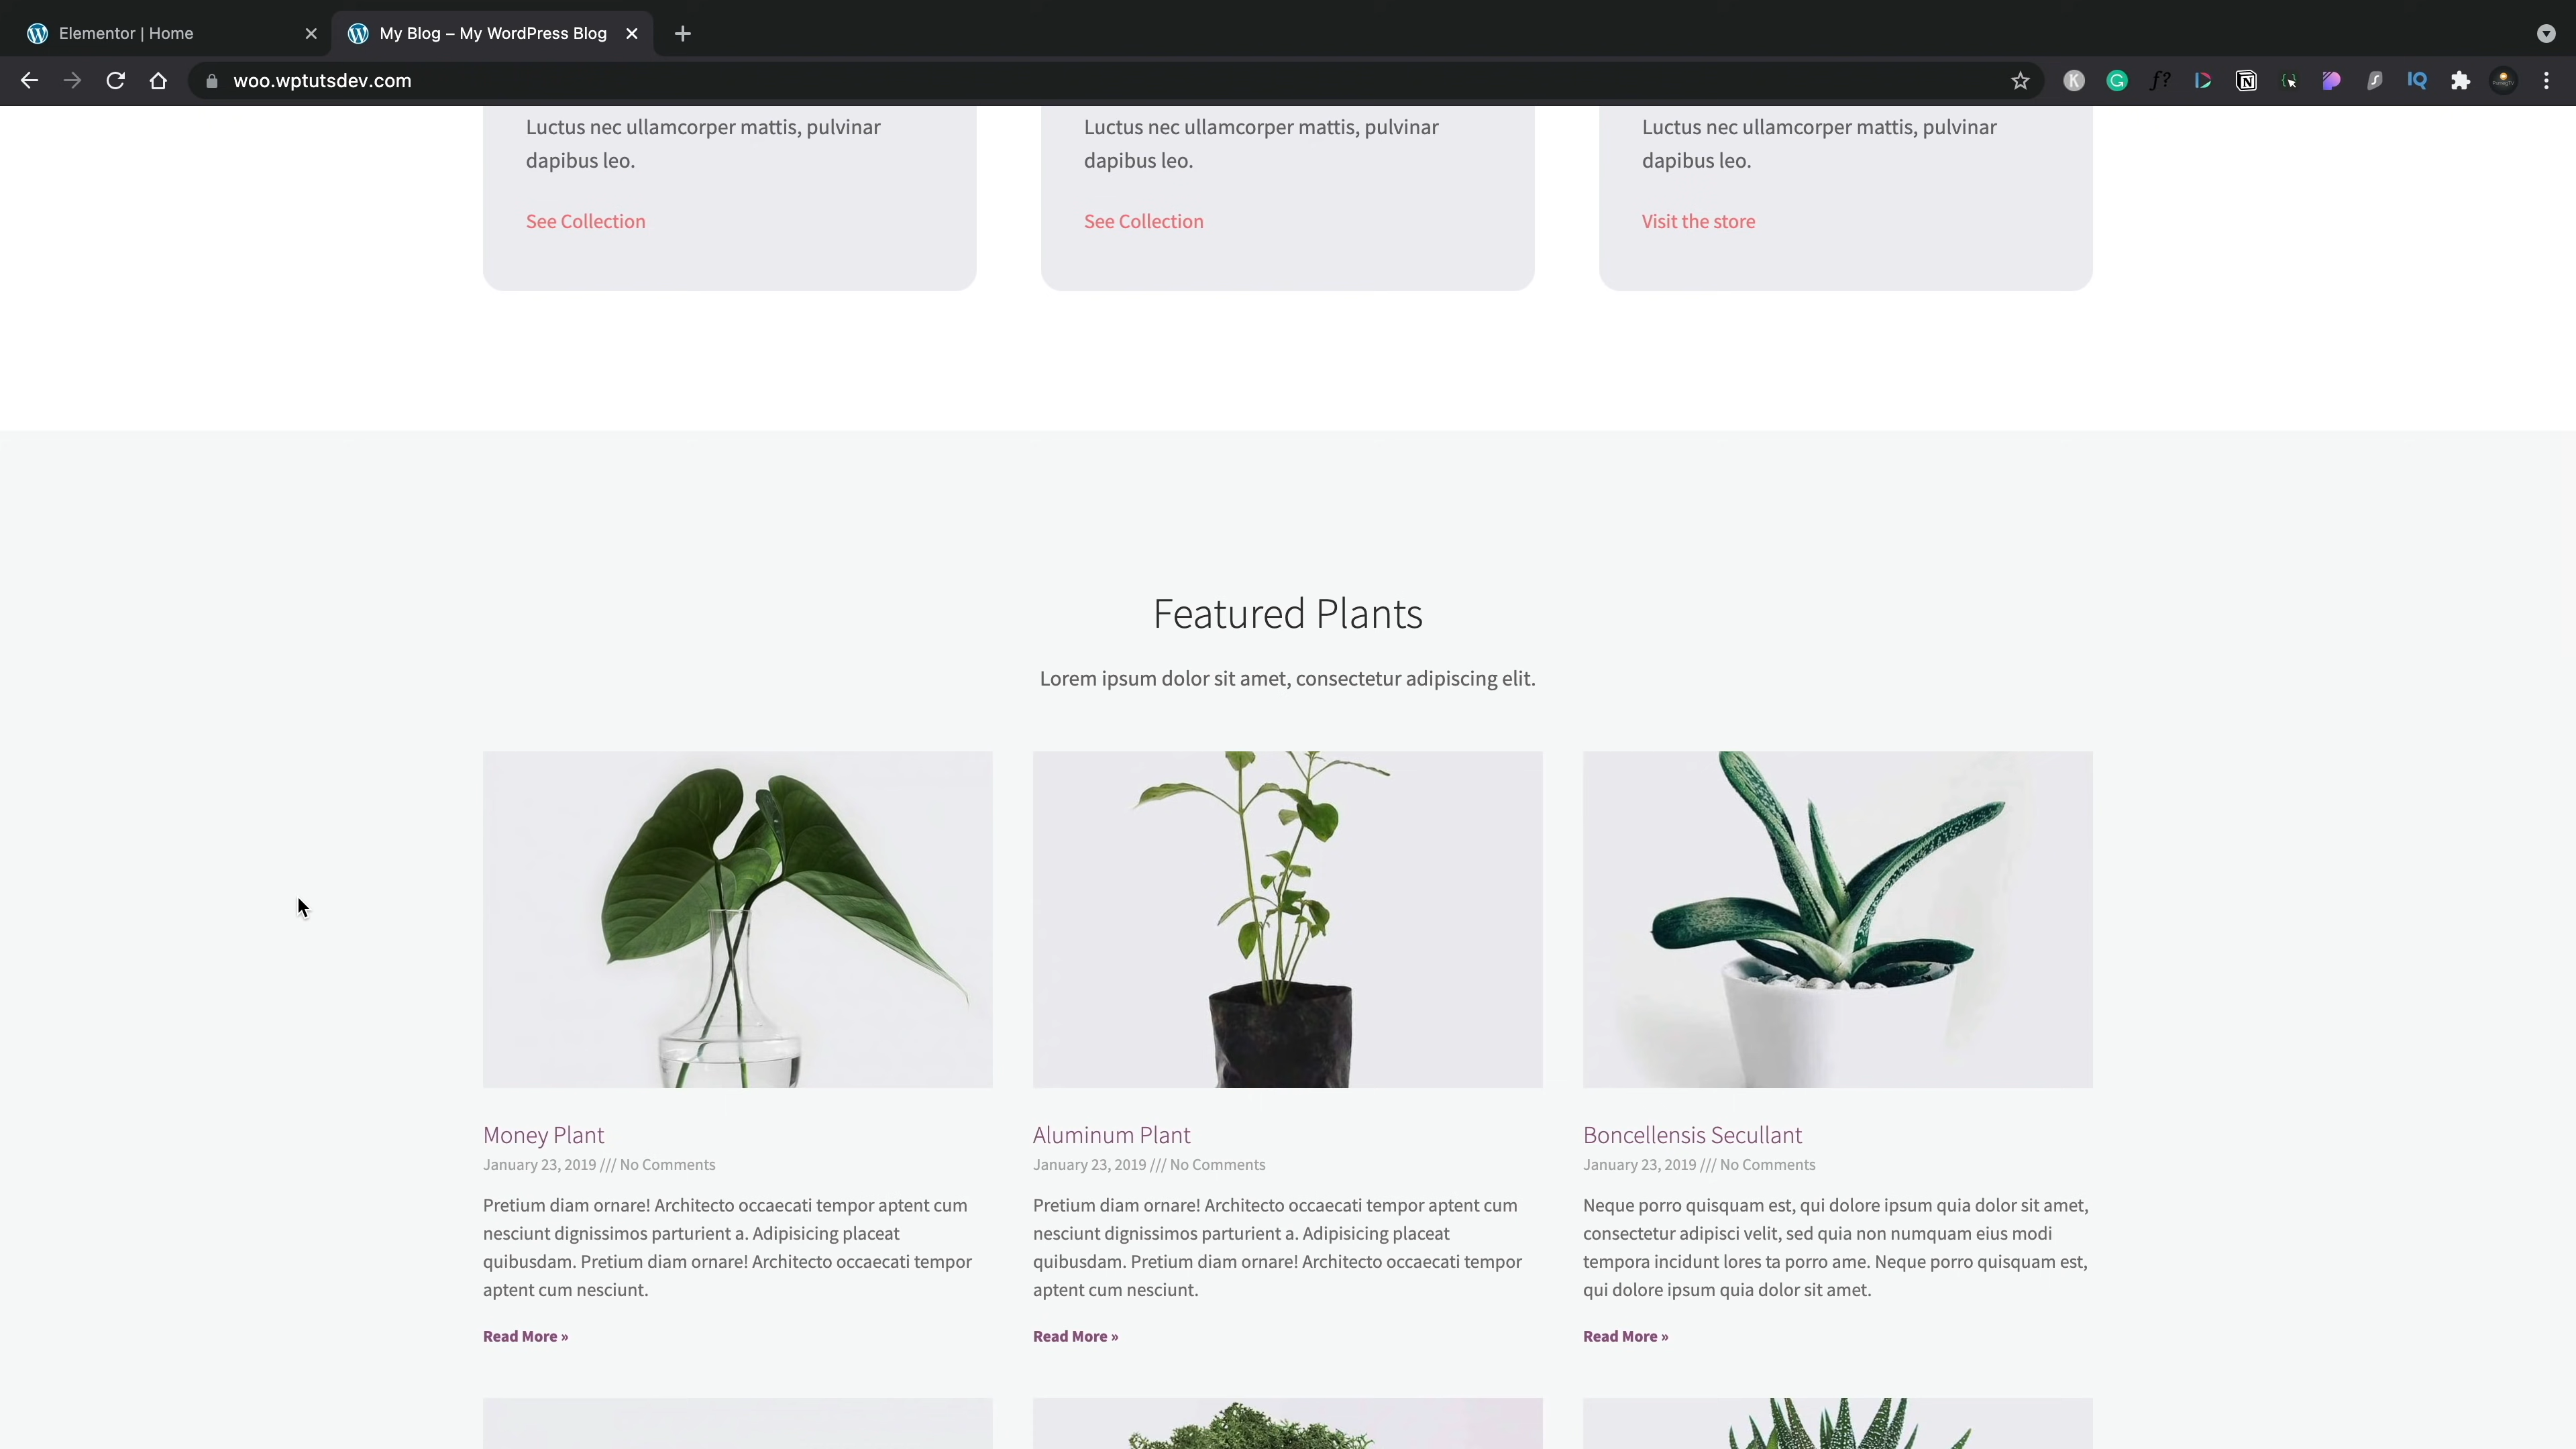 Elementor | Home
My Blog – My WordPress Blog
woo.wptutsdev.com
Luctus nec ullamcorper mattis, pulvinar
dapibus leo.
See Collection
Luctus nec ullamcorper mattis, pulvinar
dapibus leo.
See Collection
Luctus nec ullamcorper mattis, pulvinar
dapibus leo.
Visit the store
Featured Plants
Lorem ipsum dolor sit amet, consectetur adipiscing elit.
Money Plant
January 23, 2019 /// No Comments
Pretium diam ornare! Architecto occaecati tempor aptent cum
nesciunt dignissimos parturient a. Adipisicing placeat
quibusdam. Pretium diam ornare! Architecto occaecati tempor
aptent cum nesciunt.
Read More »
Aluminum Plant
January 23, 2019 /// No Comments
Pretium diam ornare! Architecto occaecati tempor aptent cum
nesciunt dignissimos parturient a. Adipisicing placeat
quibusdam. Pretium diam ornare! Architecto occaecati tempor
aptent cum nesciunt.
Read More »
Boncellensis Secullant
January 23, 2019 /// No Comments
Neque porro quisquam est, qui dolore ipsum quia dolor sit amet,
consectetur adipisci velit, sed quia non numquam eius modi
tempora incidunt lores ta porro ame. Neque porro quisquam est,
qui dolore ipsum quia dolor sit amet.
Read More »